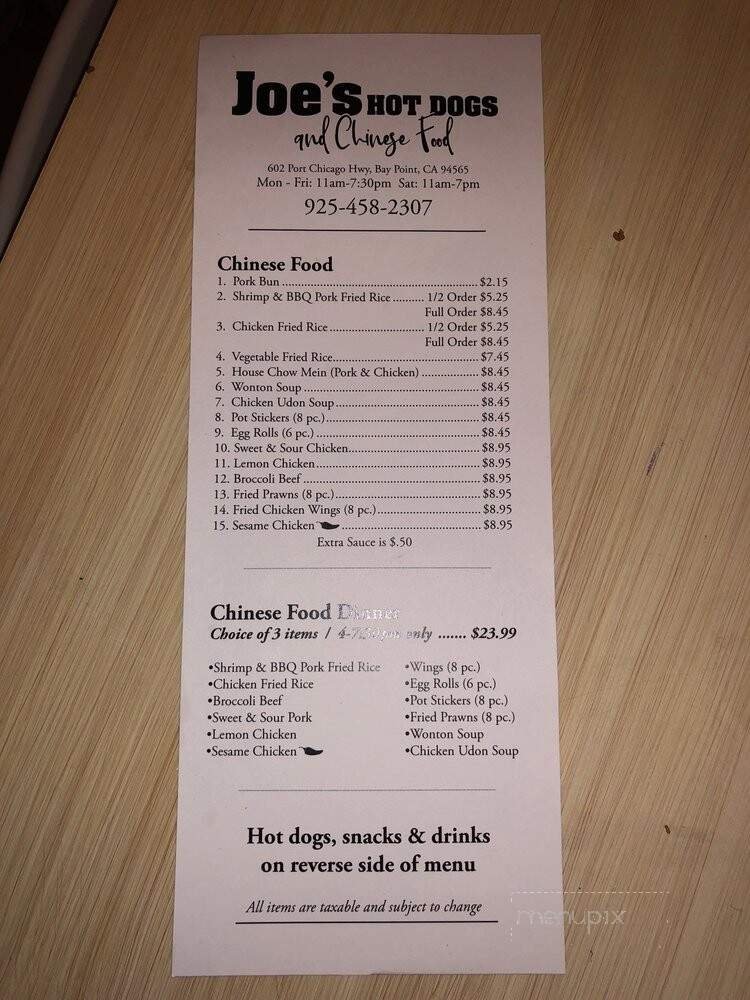 Joe's HOT DOGS
and Chinese Food
602 Port Chicago Hwy, Bay Point, CA 94565
Mon - Fri: 11am-7:30pm Sat: 11am-7pm
925-458-2307
Chinese Food
1. Pork Bun ........ $2.15
2. Shrimp & BBQ Pork Fried Rice .......... 1/2 Order $5.25
Full Order $8.45
3. Chicken Fried Rice ........ 1/2 Order $5.25
Full Order $8.45
4. Vegetable Fried Rice........ $7.45
5. House Chow Mein (Pork & Chicken) ........ $8.45
6. Wonton Soup ........ $8.45
7. Chicken Udon Soup ........ $8.45
8. Pot Stickers (8 pc.)........ $8.45
9. Egg Rolls (6 pc.) ........ $8.45
10. Sweet & Sour Chicken........ $8.95
11. Lemon Chicken........ $8.95
12. Broccoli Beef ........ $8.95
13. Fried Prawns (8 pc.)........ $8.95
14. Fried Chicken Wings (8 pc.)........ $8.95
15. Sesame Chicken ........ $8.95
Extra Sauce is $.50
Chinese Food Dinner
Choice of 3 items / 4-7:30pm only ....... $23.99
•Shrimp & BBQ Pork Fried Rice
•Chicken Fried Rice
•Broccoli Beef
•Sweet & Sour Pork
•Lemon Chicken
•Sesame Chicken
•Wings (8 pc.)
•Egg Rolls (6 pc.)
•Pot Stickers (8 pc.)
•Fried Prawns (8 pc.)
•Wonton Soup
•Chicken Udon Soup
Hot dogs, snacks & drinks
on reverse side of menu
All items are taxable and subject to change
menupix